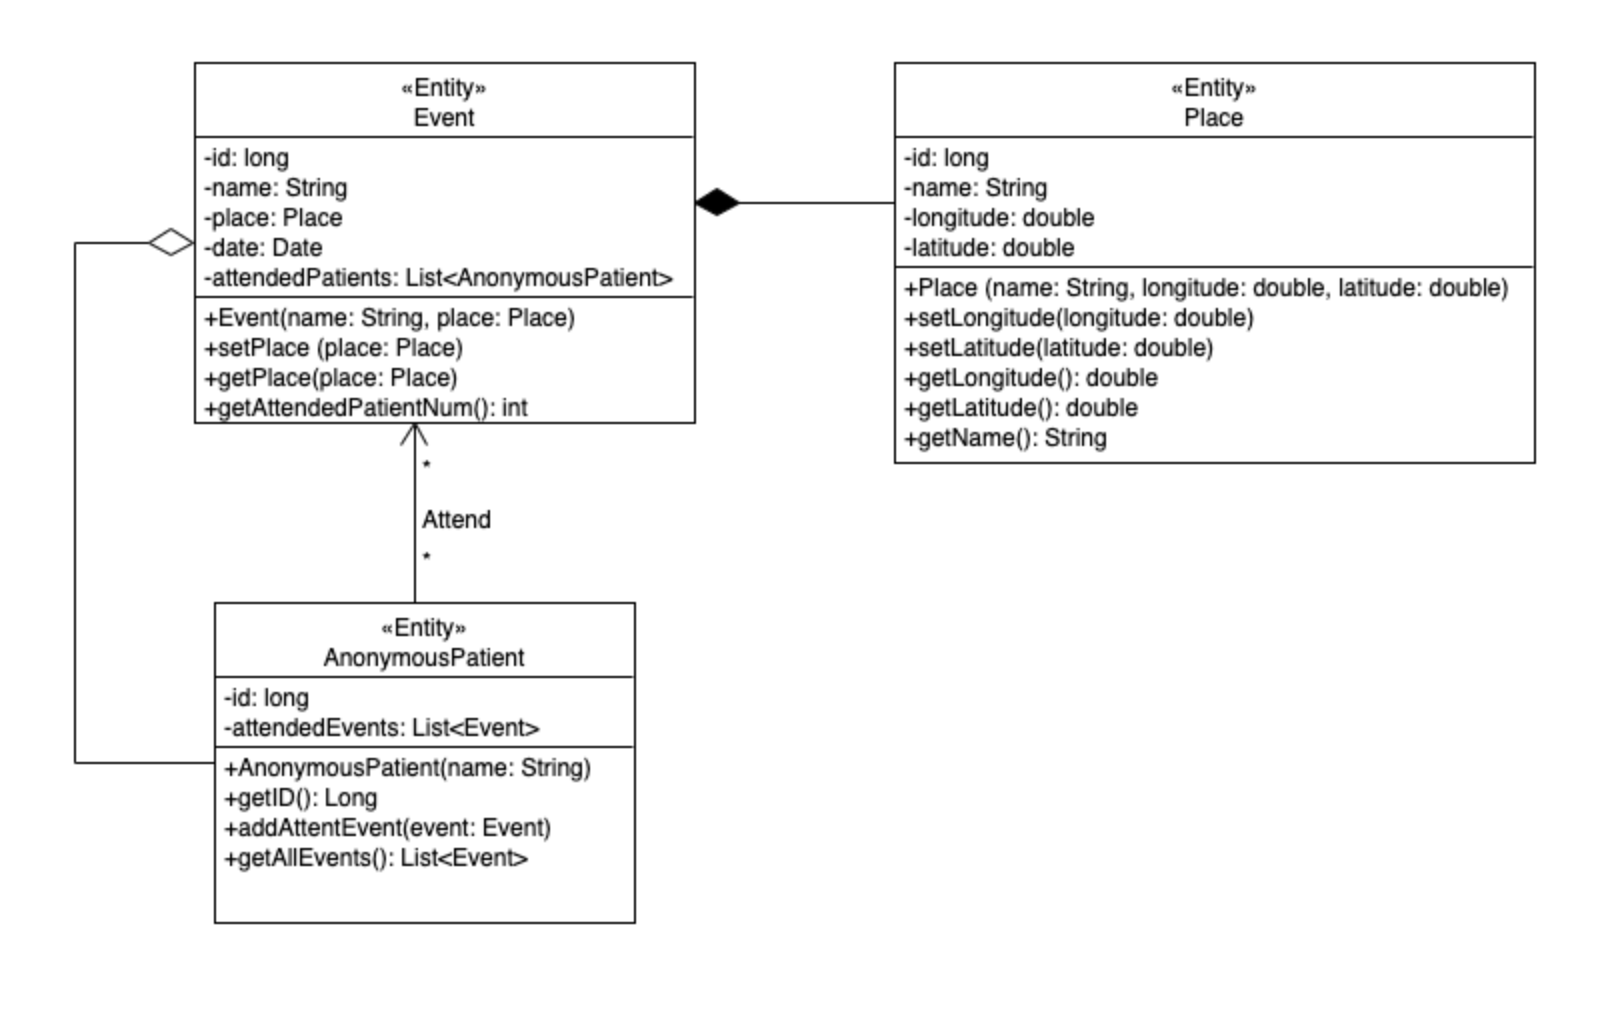 «Entity»
Event
-id: long
-name: String
-place: Place
-date: Date
-attendedPatients: List<AnonymousPatient>
+Event(name: String, place: Place)
+setPlace (place: Place)
+getPlace(place: Place)
+getAttendedPatientNum(): int
«Entity»
Place
-id: long
-name: String
-longitude: double
-latitude: double
+Place (name: String, longitude: double, latitude: double)
+setLongitude(longitude: double)
+setLatitude(latitude: double)
+getLongitude(): double
+getLatitude(): double
+getName(): String
*
Attend
*
«Entity»
AnonymousPatient
-id: long
-attendedEvents: List<Event>
+AnonymousPatient(name: String)
+getID(): Long
+addAttentEvent(event: Event)
+getAllEvents(): List<Event>